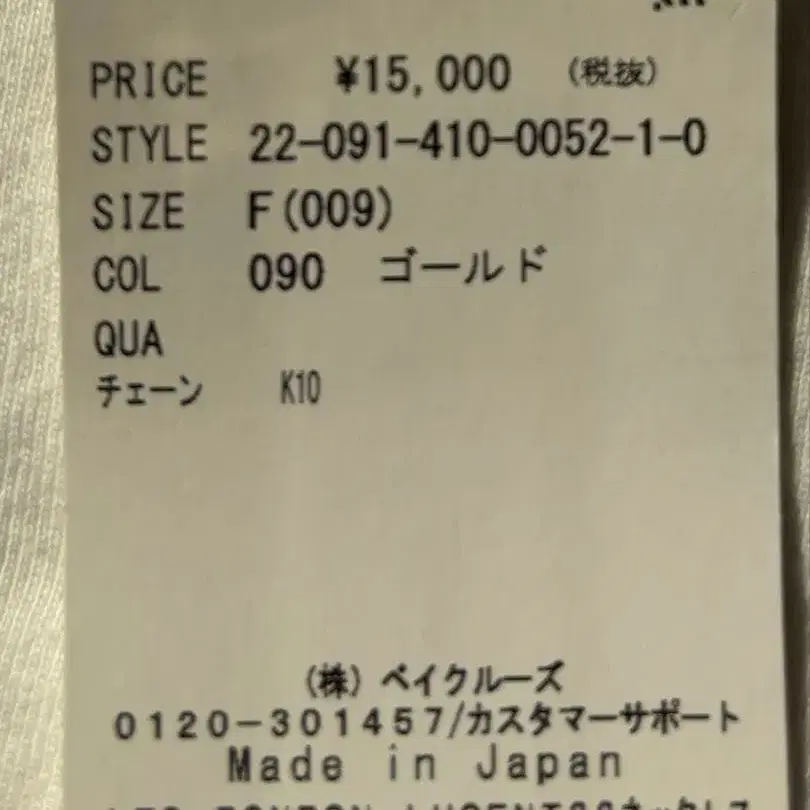 PRICE ¥15,000 (税抜)
STYLE 22-091-410-0052-1-0
SIZE F(009)
COL 090 ゴールド
QUA
チェーン K10
(株)ベイクルーズ
0120-301457/カスタマーサポート
Made in Japan